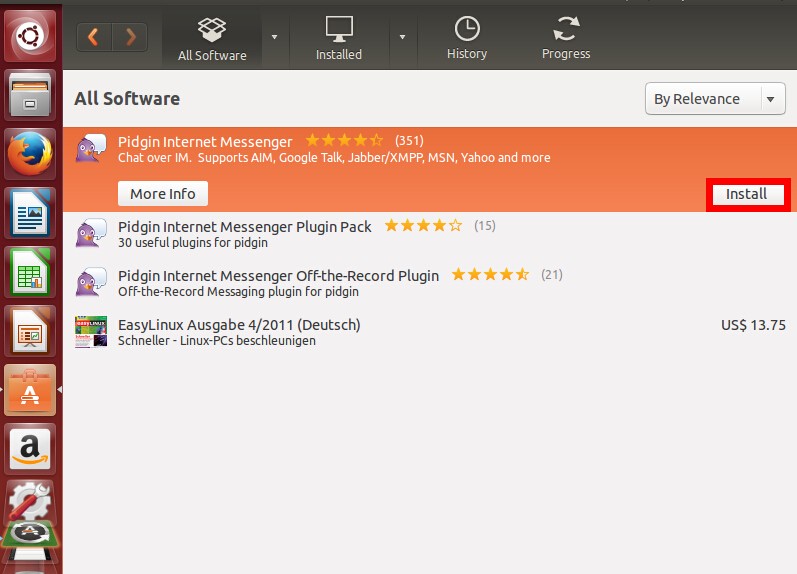 All Software
Installed
History
Progress
All Software
By Relevance
Pidgin Internet Messenger (351)
Chat over IM. Supports AIM, Google Talk, Jabber/XMPP, MSN, Yahoo and more
More Info
Install
Pidgin Internet Messenger Plugin Pack (15)
30 useful plugins for pidgin
Pidgin Internet Messenger Off-the-Record Plugin (21)
Off-the-Record Messaging plugin for pidgin
EasyLinux Ausgabe 4/2011 (Deutsch) US$ 13.75
Schneller - Linux-PCs beschleunigen